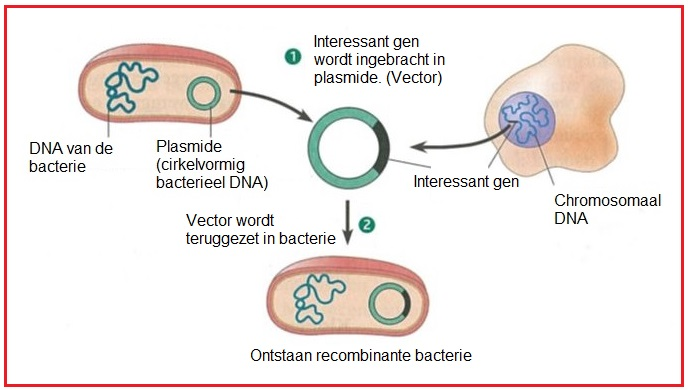 1
Interessant gen
wordt ingebracht in
plasmide. (Vector)
DNA van de
bacterie
Plasmide
(cirkelvormig
bacterieel DNA)
Interessant gen
Chromosomaal
DNA
Vector wordt
teruggezet in bacterie
2
Ontstaan recombinante bacterie